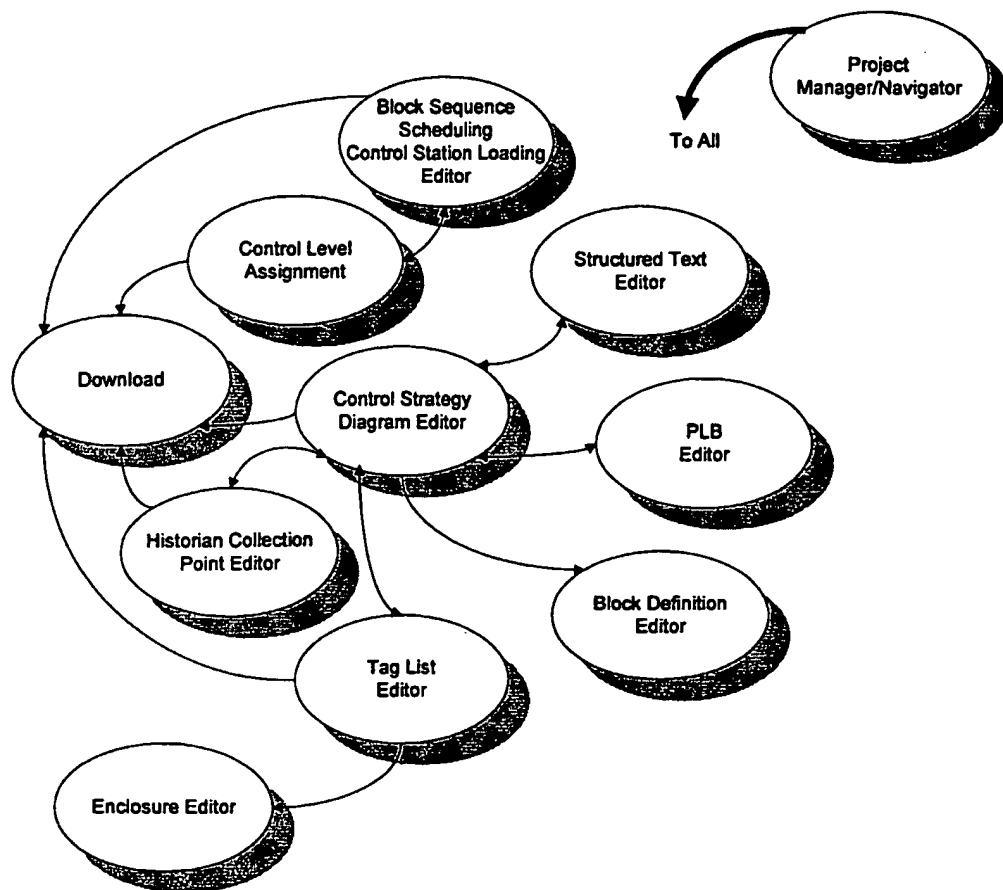 Project
Manager/Navigator
To All
Block Sequence
Scheduling
Control Station Loading
Editor
Control Level
Assignment
Structured Text
Editor
Download
Control Strategy
Diagram Editor
PLB
Editor
Historian Collection
Point Editor
Block Definition
Editor
Tag List
Editor
Enclosure Editor